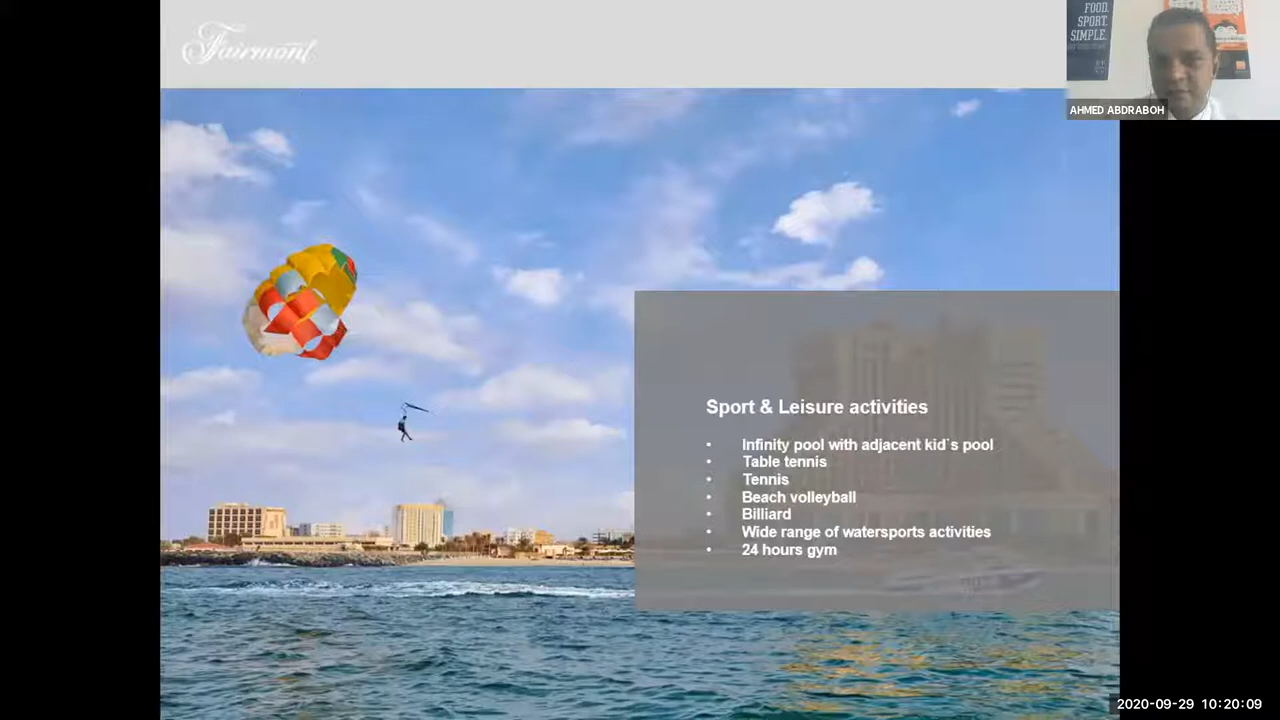 Fairmont
FOOD.
SPORT.
SIMPLE.
AHMED ABDRABOH
Sport & Leisure activities
• Infinity pool with adjacent kid`s pool
• Table tennis
• Tennis
• Beach volleyball
• Billiard
• Wide range of watersports activities
• 24 hours gym
2020-09-29 10:20:09